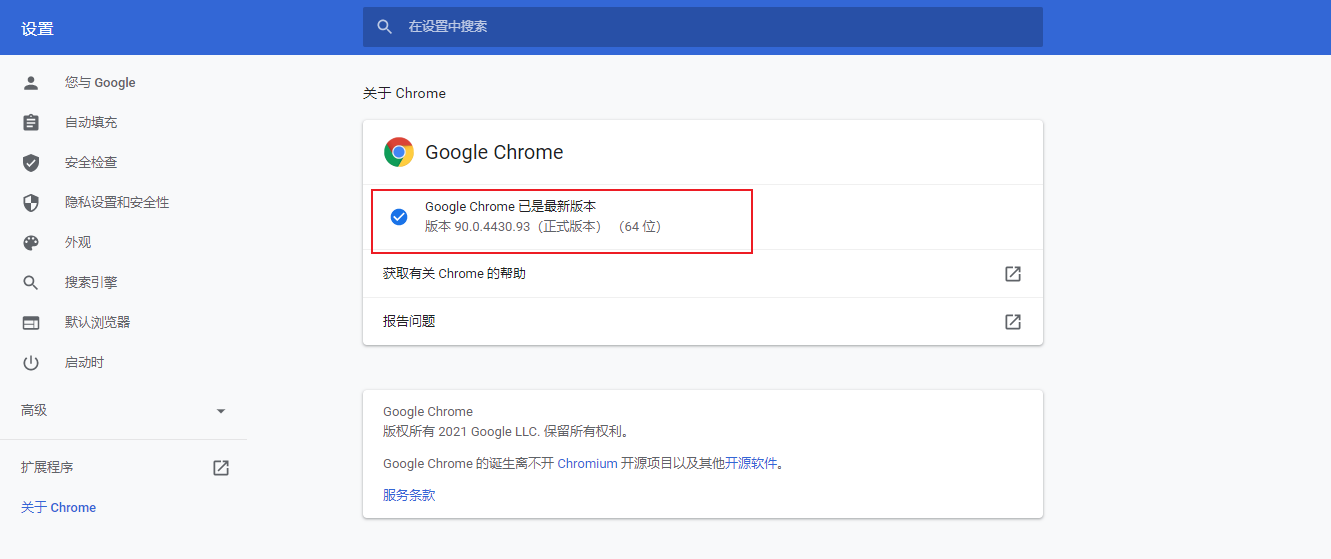 设置
在设置中搜索
您与 Google
自动填充
安全检查
隐私设置和安全性
外观
搜索引擎
默认浏览器
启动时
高级
扩展程序
关于 Chrome
关于 Chrome
Google Chrome
Google Chrome 已是最新版本
版本 90.0.4430.93（正式版本） （64 位）
获取有关 Chrome 的帮助
报告问题
Google Chrome
版权所有 2021 Google LLC. 保留所有权利。
Google Chrome 的诞生离不开 Chromium 开源项目以及其他开源软件。
服务条款